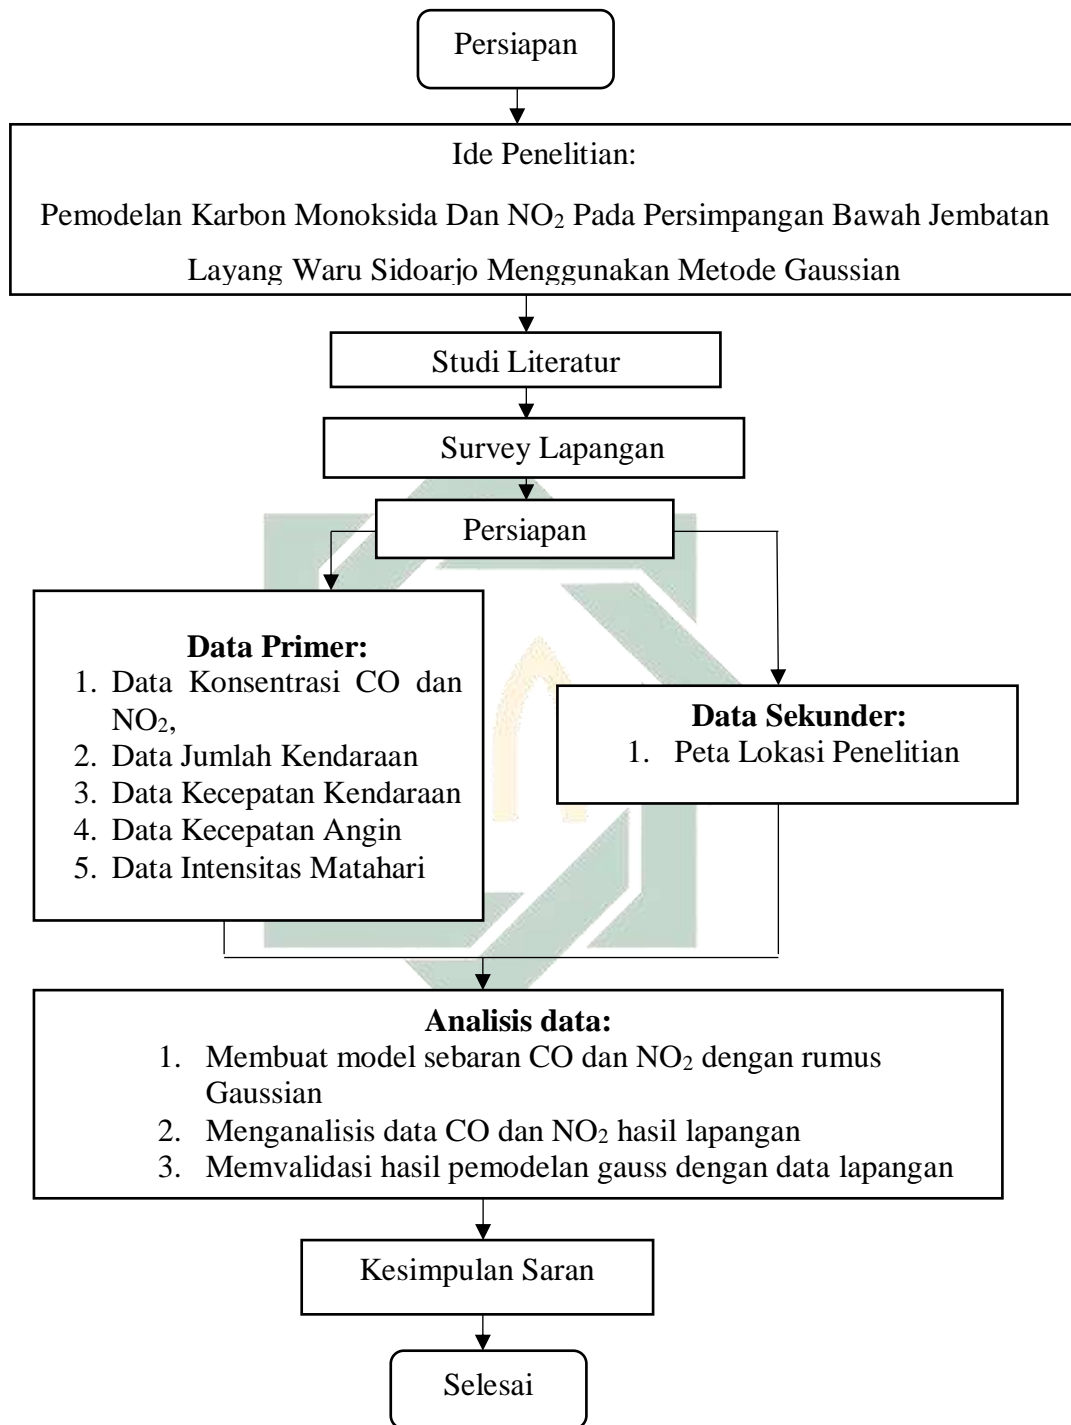 Persiapan
Ide Penelitian:
Pemodelan Karbon Monoksida Dan NO₂ Pada Persimpangan Bawah Jembatan
Layang Waru Sidoarjo Menggunakan Metode Gaussian
Studi Literatur
Survey Lapangan
Persiapan
Data Primer:
1. Data Konsentrasi CO dan
NO₂,
2. Data Jumlah Kendaraan
3. Data Kecepatan Kendaraan
4. Data Kecepatan Angin
5. Data Intensitas Matahari
Data Sekunder:
1. Peta Lokasi Penelitian
Analisis data:
1. Membuat model sebaran CO dan NO₂ dengan rumus
Gaussian
2. Menganalisis data CO dan NO₂ hasil lapangan
3. Memvalidasi hasil pemodelan gauss dengan data lapangan
Kesimpulan Saran
Selesai